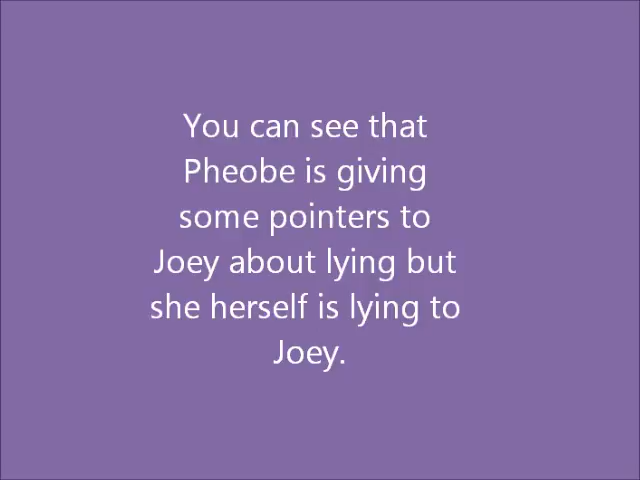 You can see that
Pheobe is giving
some pointers to
Joey about lying but
she herself is lying to
Joey.